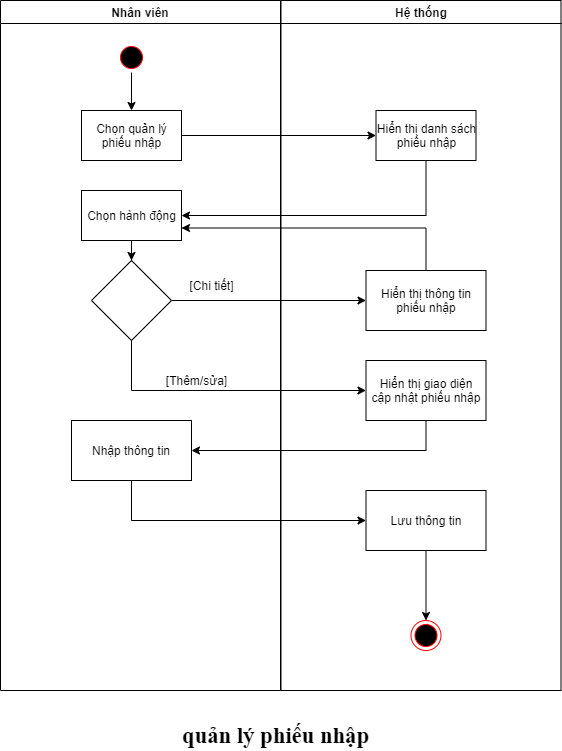 Nhân viên
Hệ thống
Chọn quản lý
phiếu nhập
Hiển thị danh sách
phiếu nhập
Chọn hành động
[Chi tiết]
Hiển thị thông tin
phiếu nhập
[Thêm/sửa]
Hiển thị giao diện
cập nhật phiếu nhập
Nhập thông tin
Lưu thông tin
quản lý phiếu nhập